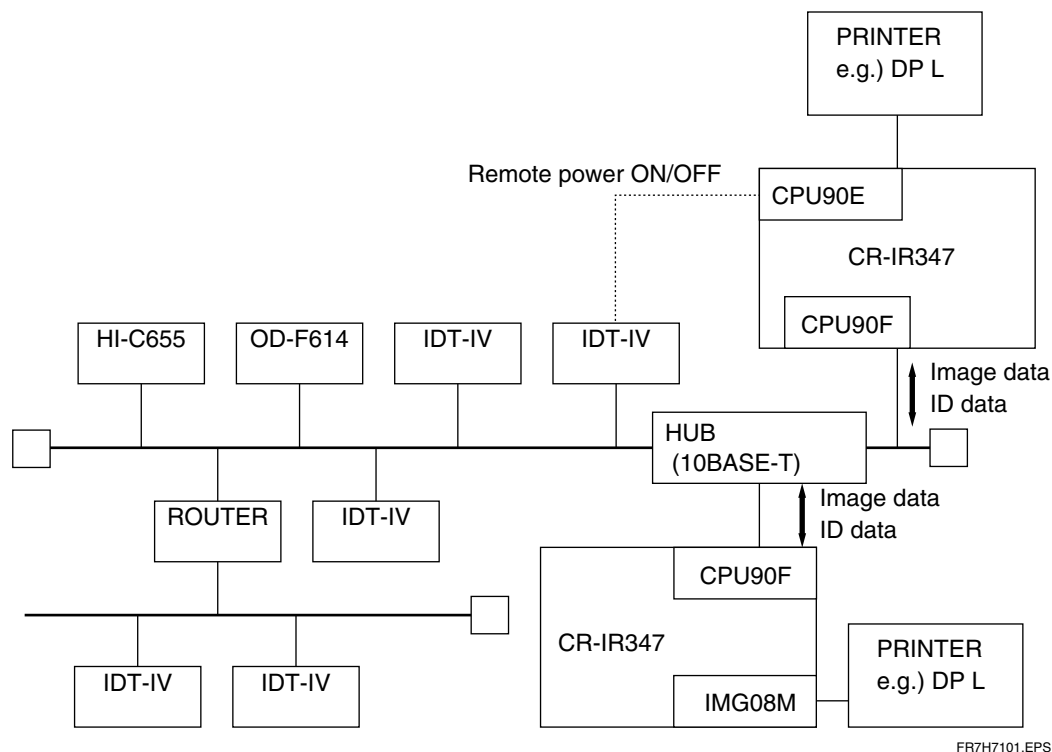 PRINTER
e.g.) DP L
Remote power ON/OFF
CPU90E
CR-IR347
CPU90F
HI-C655
OD-F614
IDT-IV
IDT-IV
Image data
ID data
HUB
(10BASE-T)
Image data
ID data
ROUTER
IDT-IV
CPU90F
CR-IR347
PRINTER
e.g.) DP L
IDT-IV
IDT-IV
IMG08M
FR7H7101.EPS